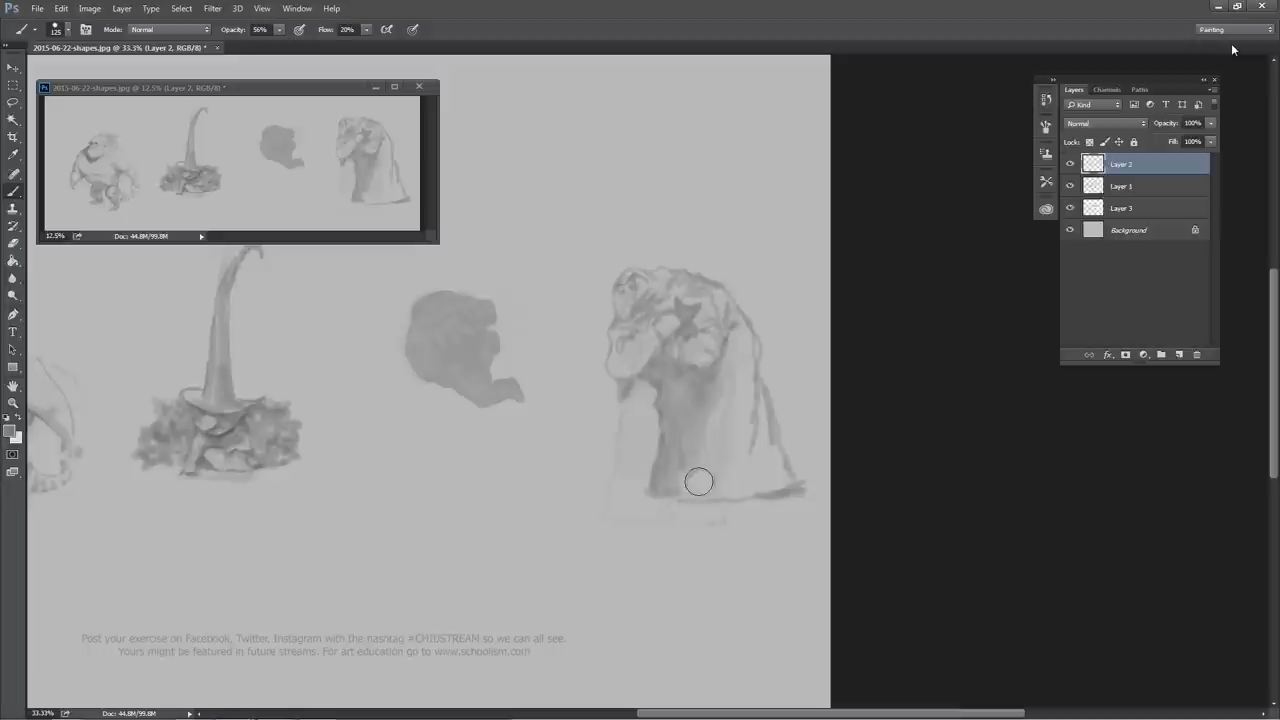 Ps File Edit Image Layer Type Select Filter 3D View Window Help
125 Mode: Normal Opacity: 56% Flow: 20% Painting
2015-06-22-shapes.jpg @ 33.3% (Layer 2, RGB/8) * ×
Ps 2015-06-22-shapes.jpg @ 12.5% (Layer 2, RGB/8) *
12.5% Doc: 44.8M/99.8M
Layers Channels Paths
Kind
Normal Opacity: 100%
Lock: Fill: 100%
Layer 2
Layer 1
Layer 3
Background
fx
Post your exercise on Facebook, Twitter, Instagram with the hashtag #CHIUSTREAM so we can all see.
Yours might be featured in future streams. For art education go to www.schoolism.com
33.33% Doc: 44.8M/99.8M